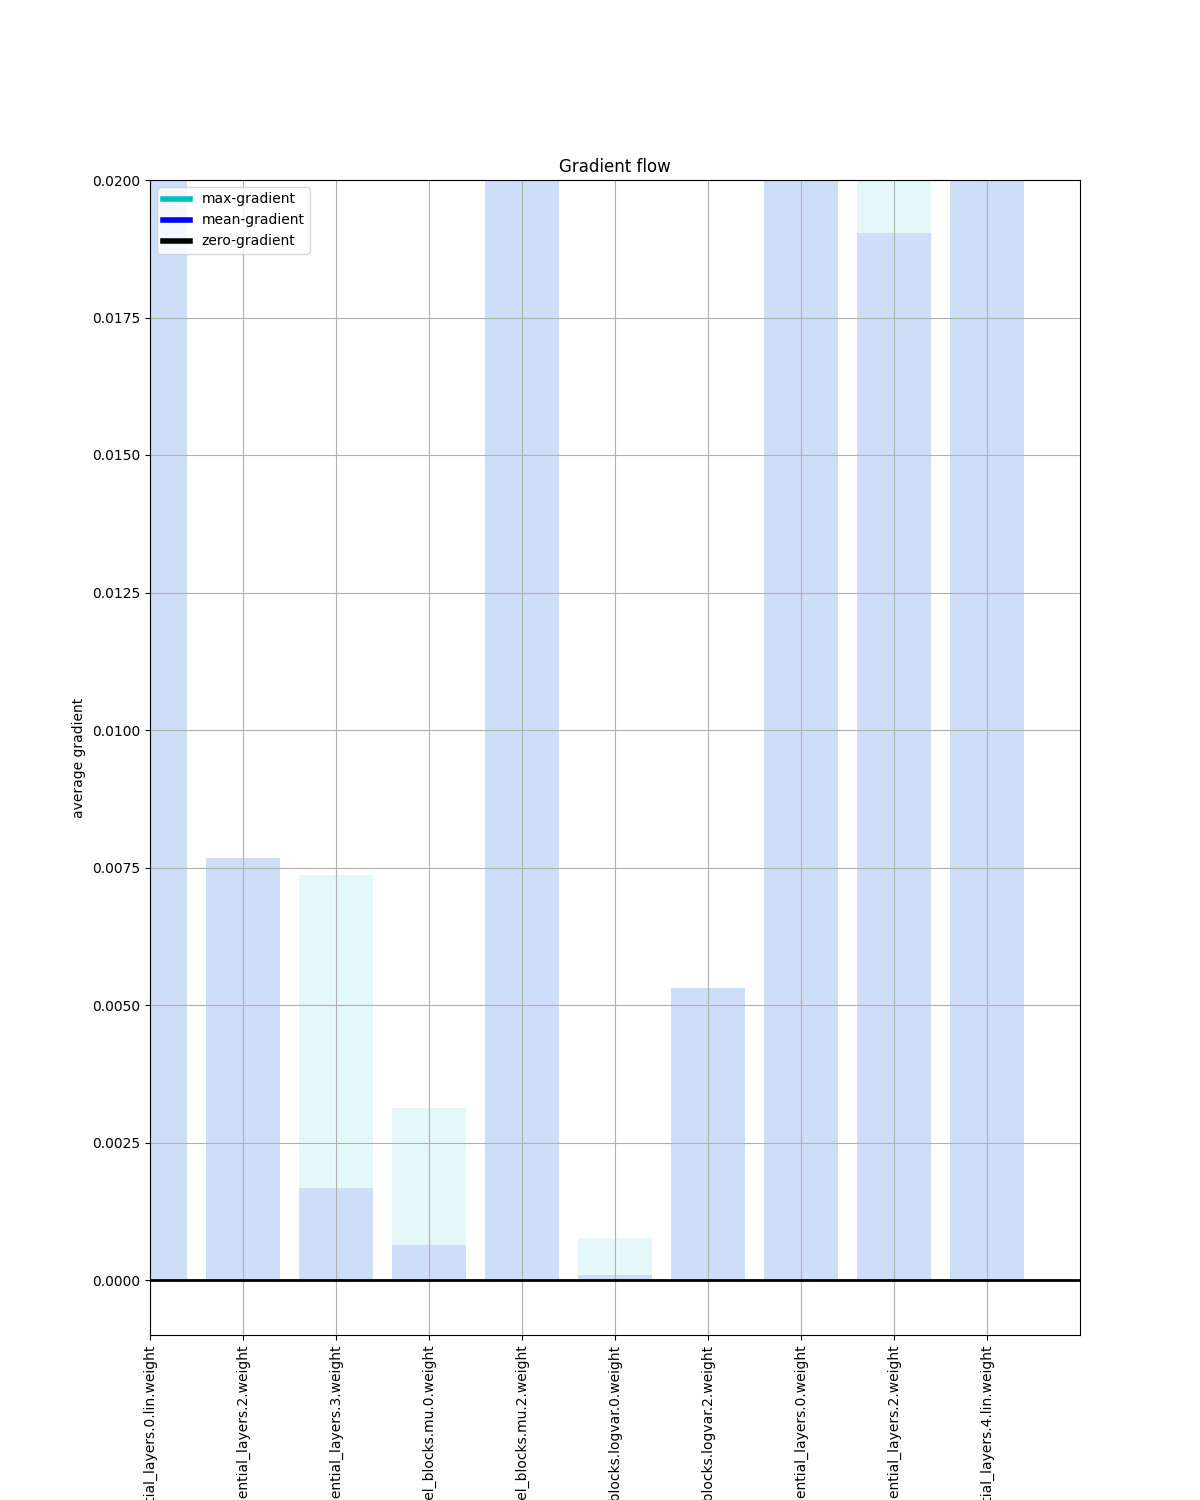 Gradient flow
max-gradient
mean-gradient
zero-gradient
0.0200
0.0175
0.0150
0.0125
0.0100
0.0075
0.0050
0.0025
0.0000
average gradient
tial_layers.0.lin.weight
ential_layers.2.weight
ential_layers.3.weight
el_blocks.mu.0.weight
el_blocks.mu.2.weight
blocks.logvar.0.weight
blocks.logvar.2.weight
ential_layers.0.weight
ential_layers.2.weight
tial_layers.4.lin.weight